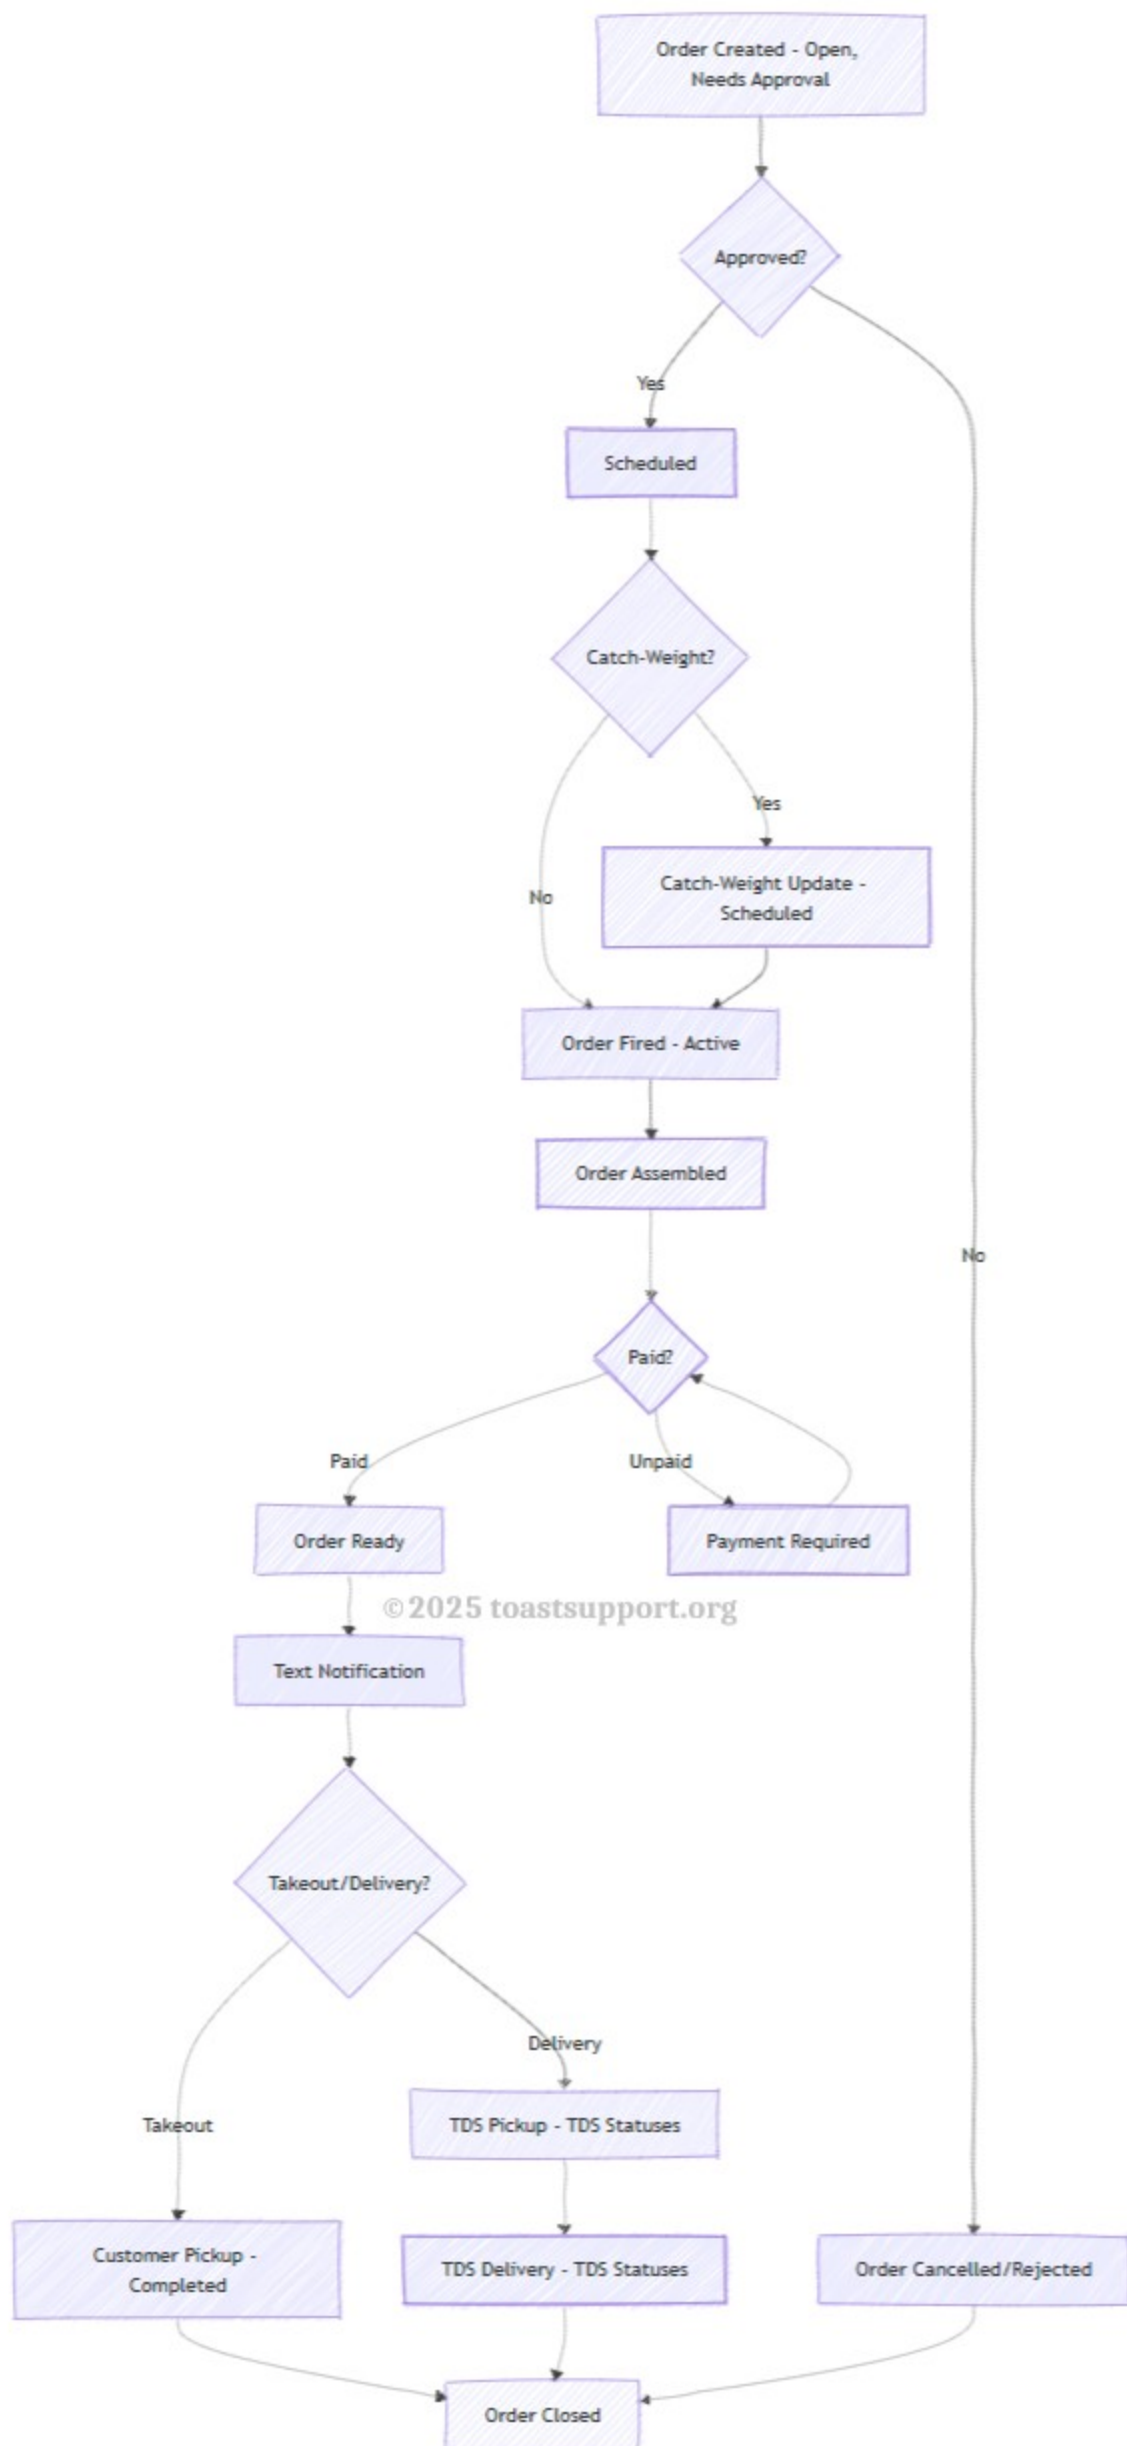 Order Created - Open,
Needs Approval
Approved?
Yes
Scheduled
Catch-Weight?
Yes
Catch-Weight Update -
Scheduled
No
Order Fired - Active
Order Assembled
No
Paid?
Paid
Unpaid
Order Ready
Payment Required
©2025 toastsupport.org
Text Notification
Takeout/Delivery?
Delivery
Takeout
TDS Pickup - TDS Statuses
Customer Pickup -
Completed
TDS Delivery - TDS Statuses
Order Cancelled/Rejected
Order Closed